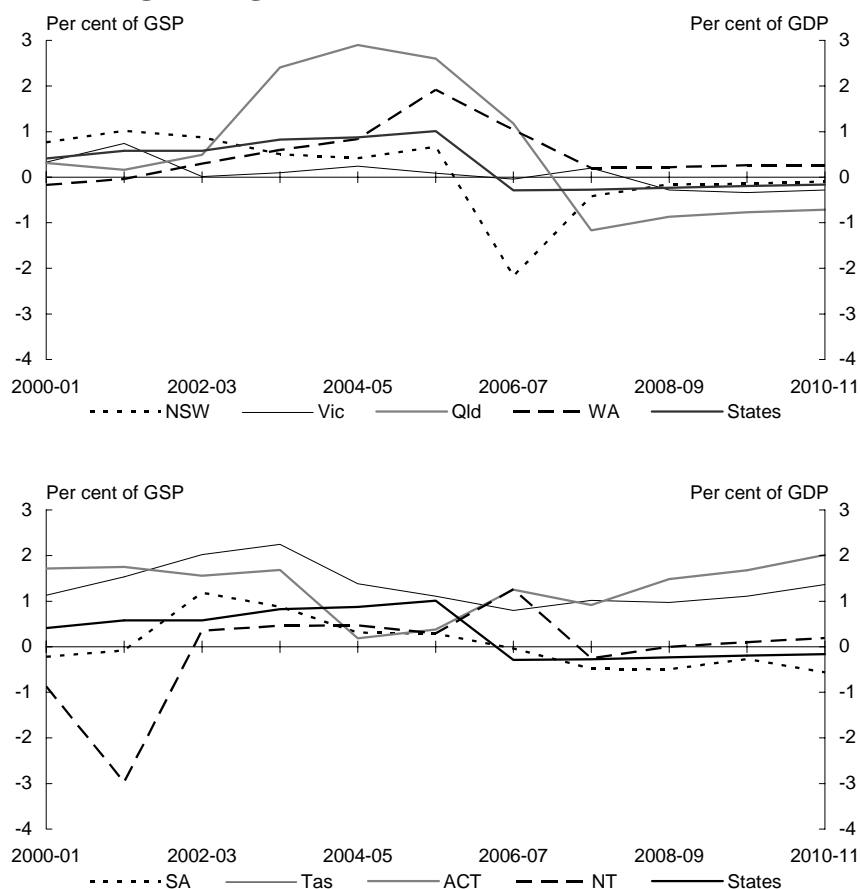 Per cent of GSP Per cent of GDP
3 3
2 2
1 1
0 0
-1 -1
-2 -2
-3 -3
-4 -4
2000-01 2002-03 2004-05 2006-07 2008-09 2010-11
NSW Vic Qld WA States
Per cent of GSP Per cent of GDP
3 3
2 2
1 1
0 0
-1 -1
-2 -2
-3 -3
-4 -4
2000-01 2002-03 2004-05 2006-07 2008-09 2010-11
SA Tas ACT NT States